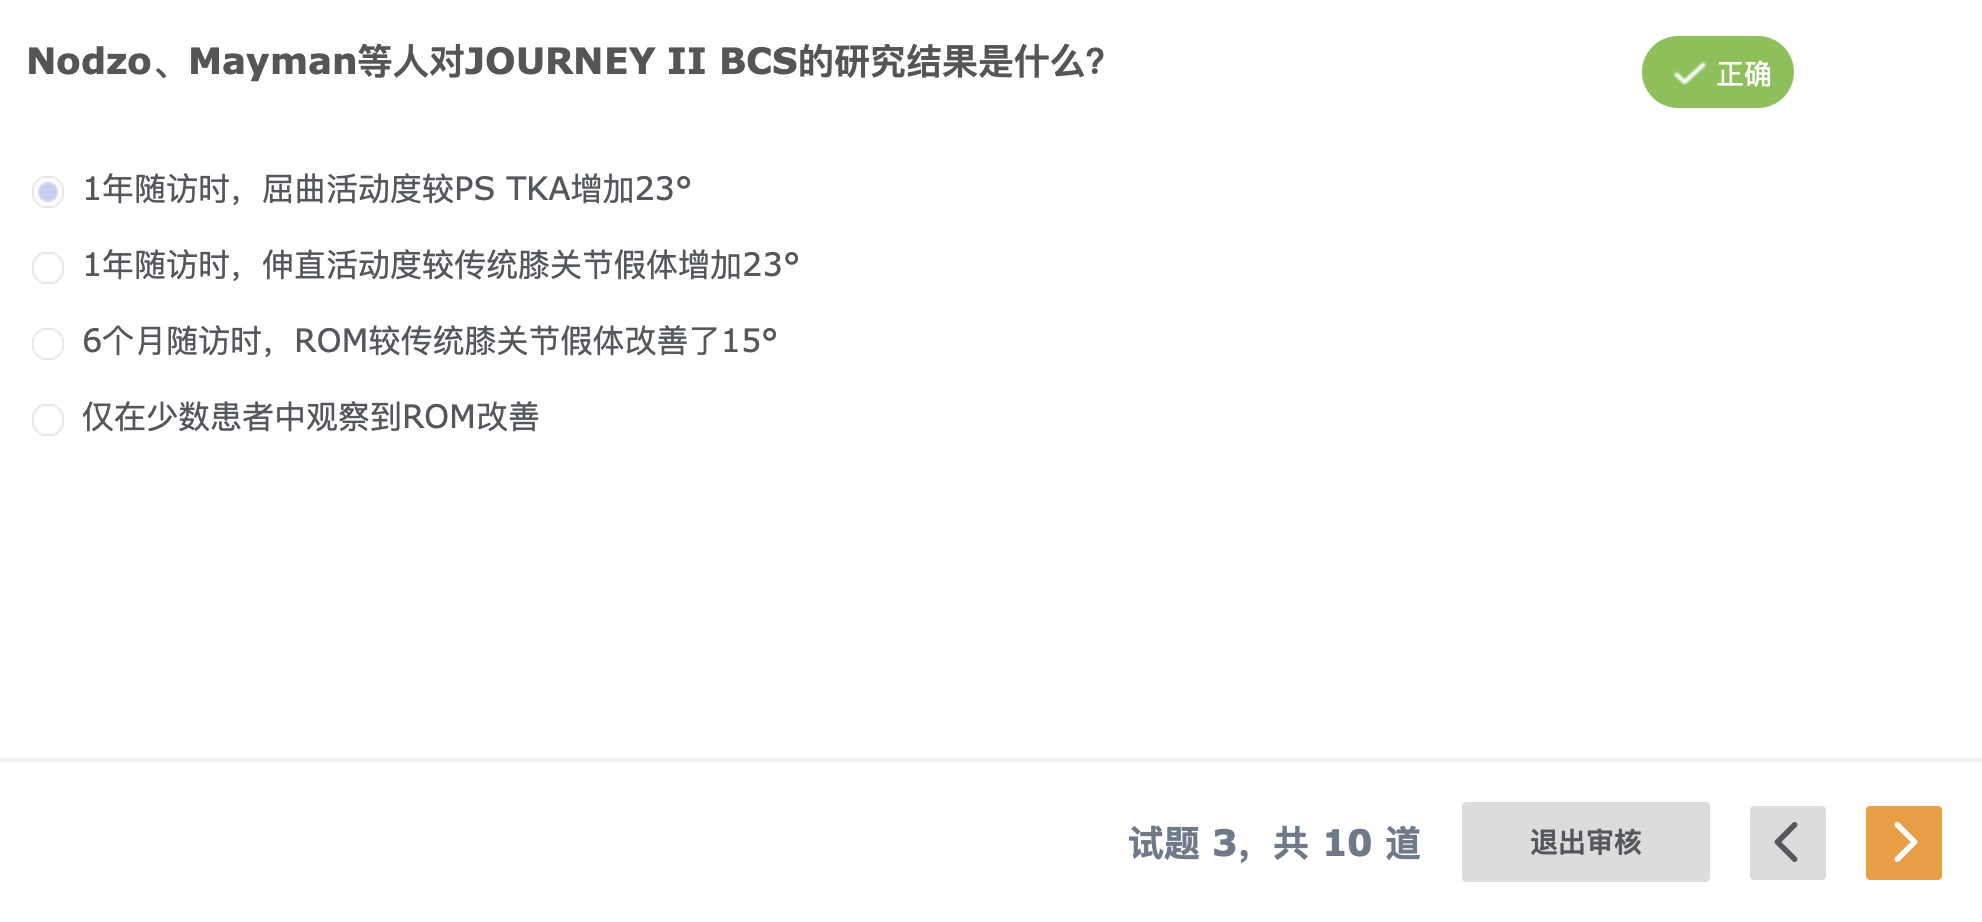 Nodzo、Mayman等人对JOURNEY II BCS的研究结果是什么?
正确
1年随访时，屈曲活动度较PS TKA增加23°
1年随访时，伸直活动度较传统膝关节假体增加23°
6个月随访时，ROM较传统膝关节假体改善了15°
仅在少数患者中观察到ROM改善
试题 3，共 10 道
退出审核